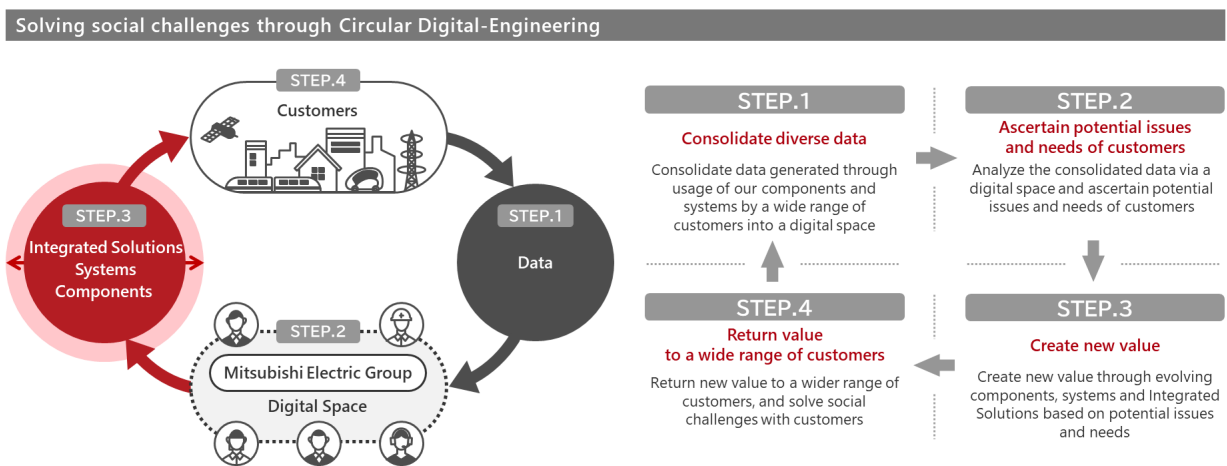 Solving social challenges through Circular Digital-Engineering
STEP.4
Customers
STEP.3
Integrated Solutions
Systems
Components
STEP.1
Data
STEP.2
Mitsubishi Electric Group
Digital Space
STEP.1
Consolidate diverse data
Consolidate data generated through
usage of our components and
systems by a wide range of
customers into a digital space
STEP.2
Ascertain potential issues
and needs of customers
Analyze the consolidated data via a
digital space and ascertain potential
issues and needs of customers
STEP.4
Return value
to a wide range of customers
Return new value to a wider range of
customers, and solve social
challenges with customers
STEP.3
Create new value
Create new value through evolving
components, systems and Integrated
Solutions based on potential issues
and needs